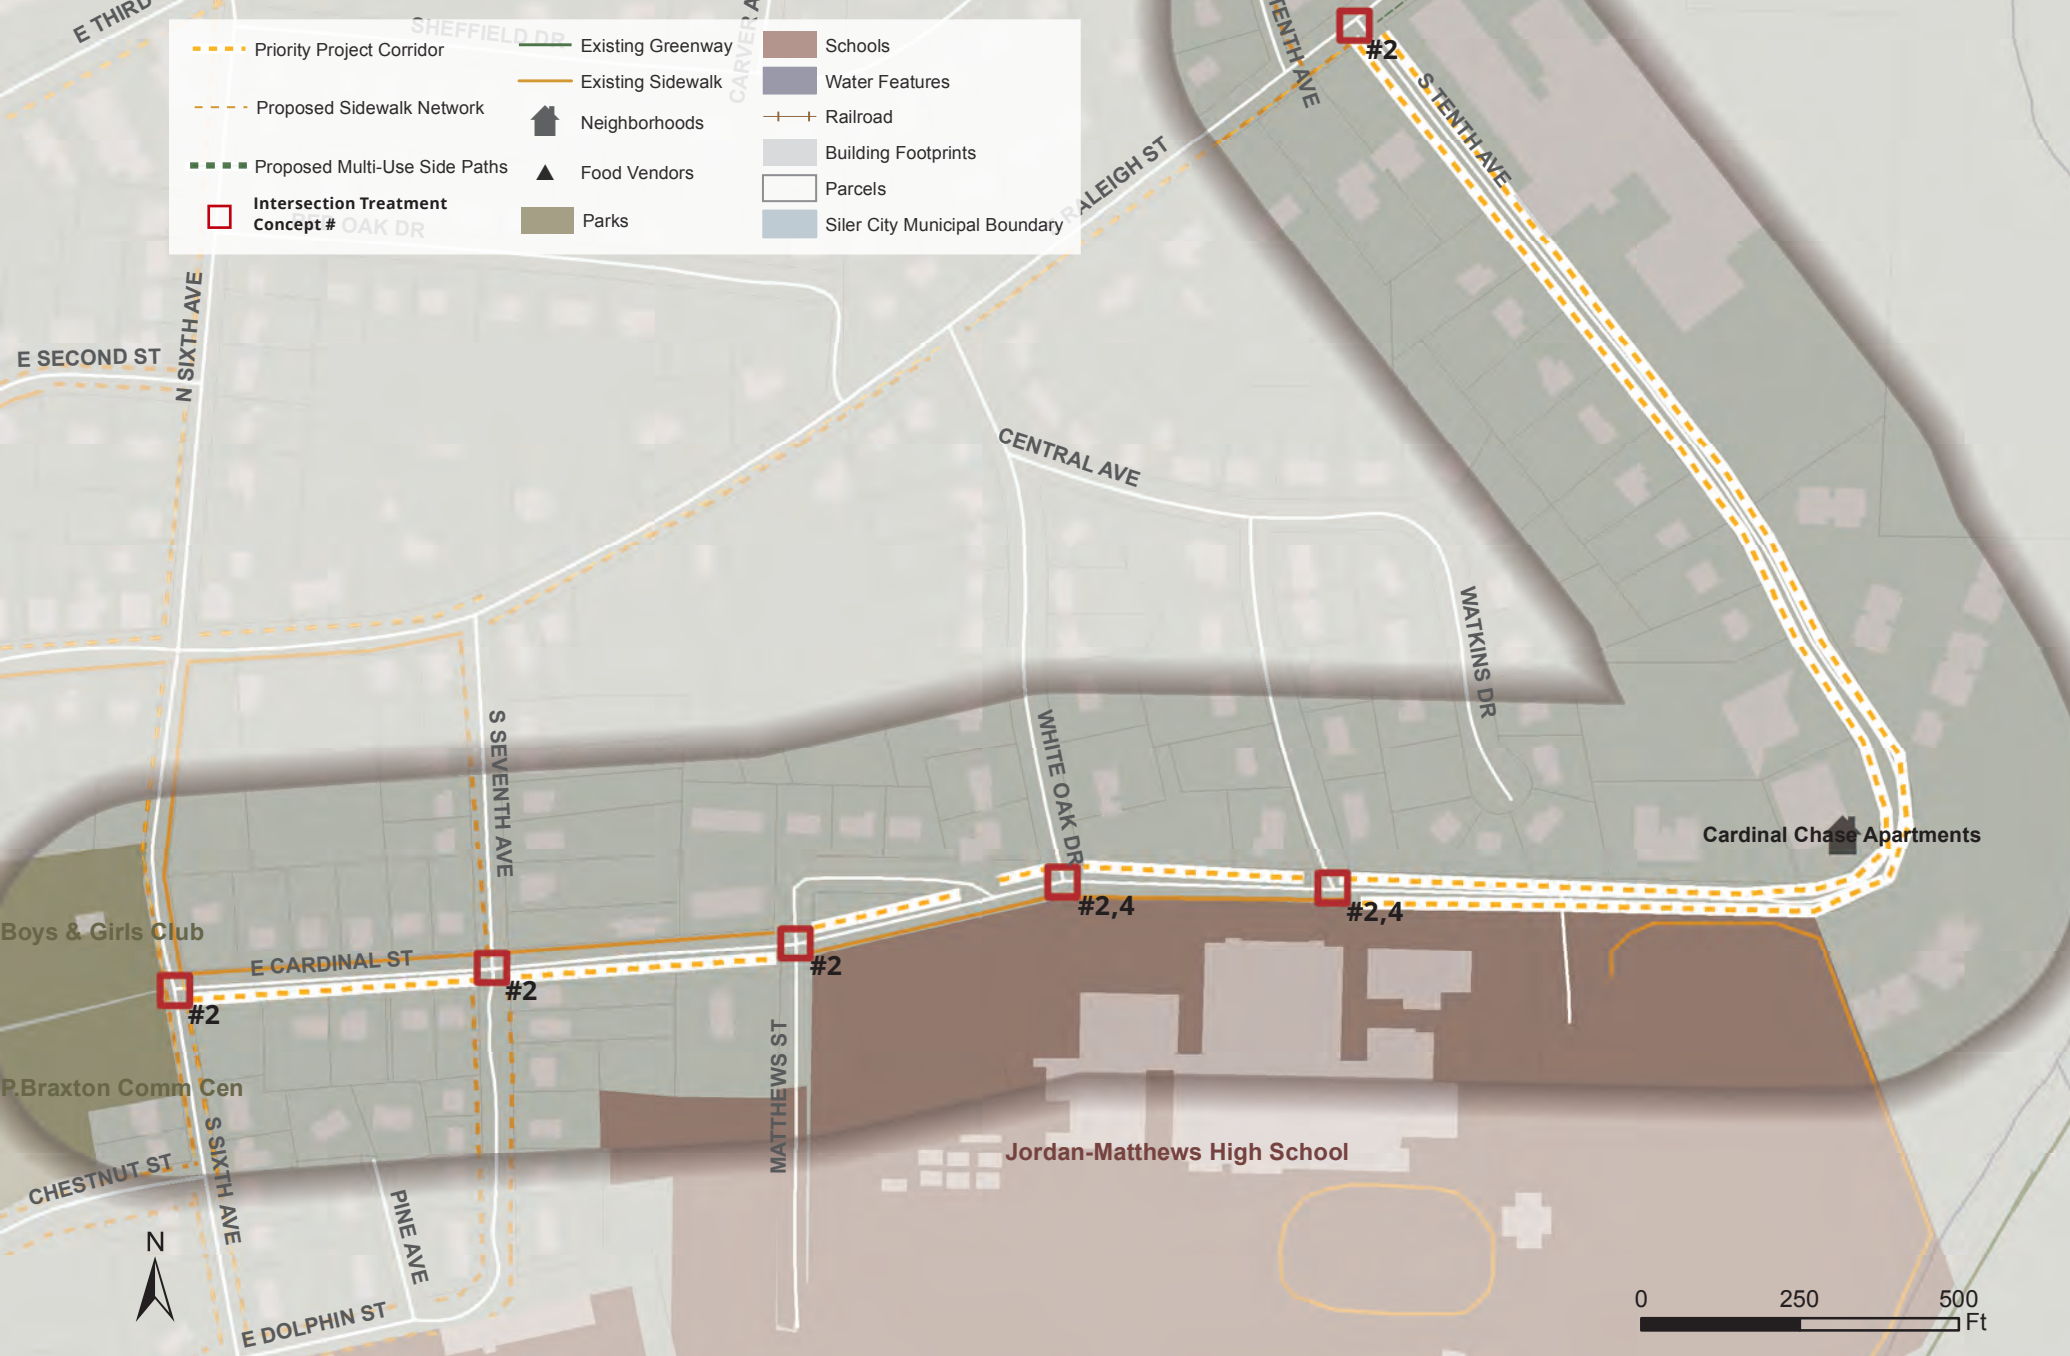 E THIRD
SHEFFIELD DR
CARVER A
Priority Project Corridor
Proposed Sidewalk Network
Proposed Multi-Use Side Paths
Intersection Treatment
Concept #
Existing Greenway
Existing Sidewalk
Neighborhoods
Food Vendors
Parks
Schools
Water Features
Railroad
Building Footprints
Parcels
Siler City Municipal Boundary
OAK DR
TENTH AVE
#2
S TENTH AVE
RALEIGH ST
N SIXTH AVE
E SECOND ST
CENTRAL AVE
WATKINS DR
S SEVENTH AVE
WHITE OAK DR
Cardinal Chase Apartments
#2,4
#2,4
Boys & Girls Club
E CARDINAL ST
#2
#2
#2
P.Braxton Comm Cen
MATTHEWS ST
Jordan-Matthews High School
CHESTNUT ST
S SIXTH AVE
PINE AVE
E DOLPHIN ST
N
0 250 500
Ft